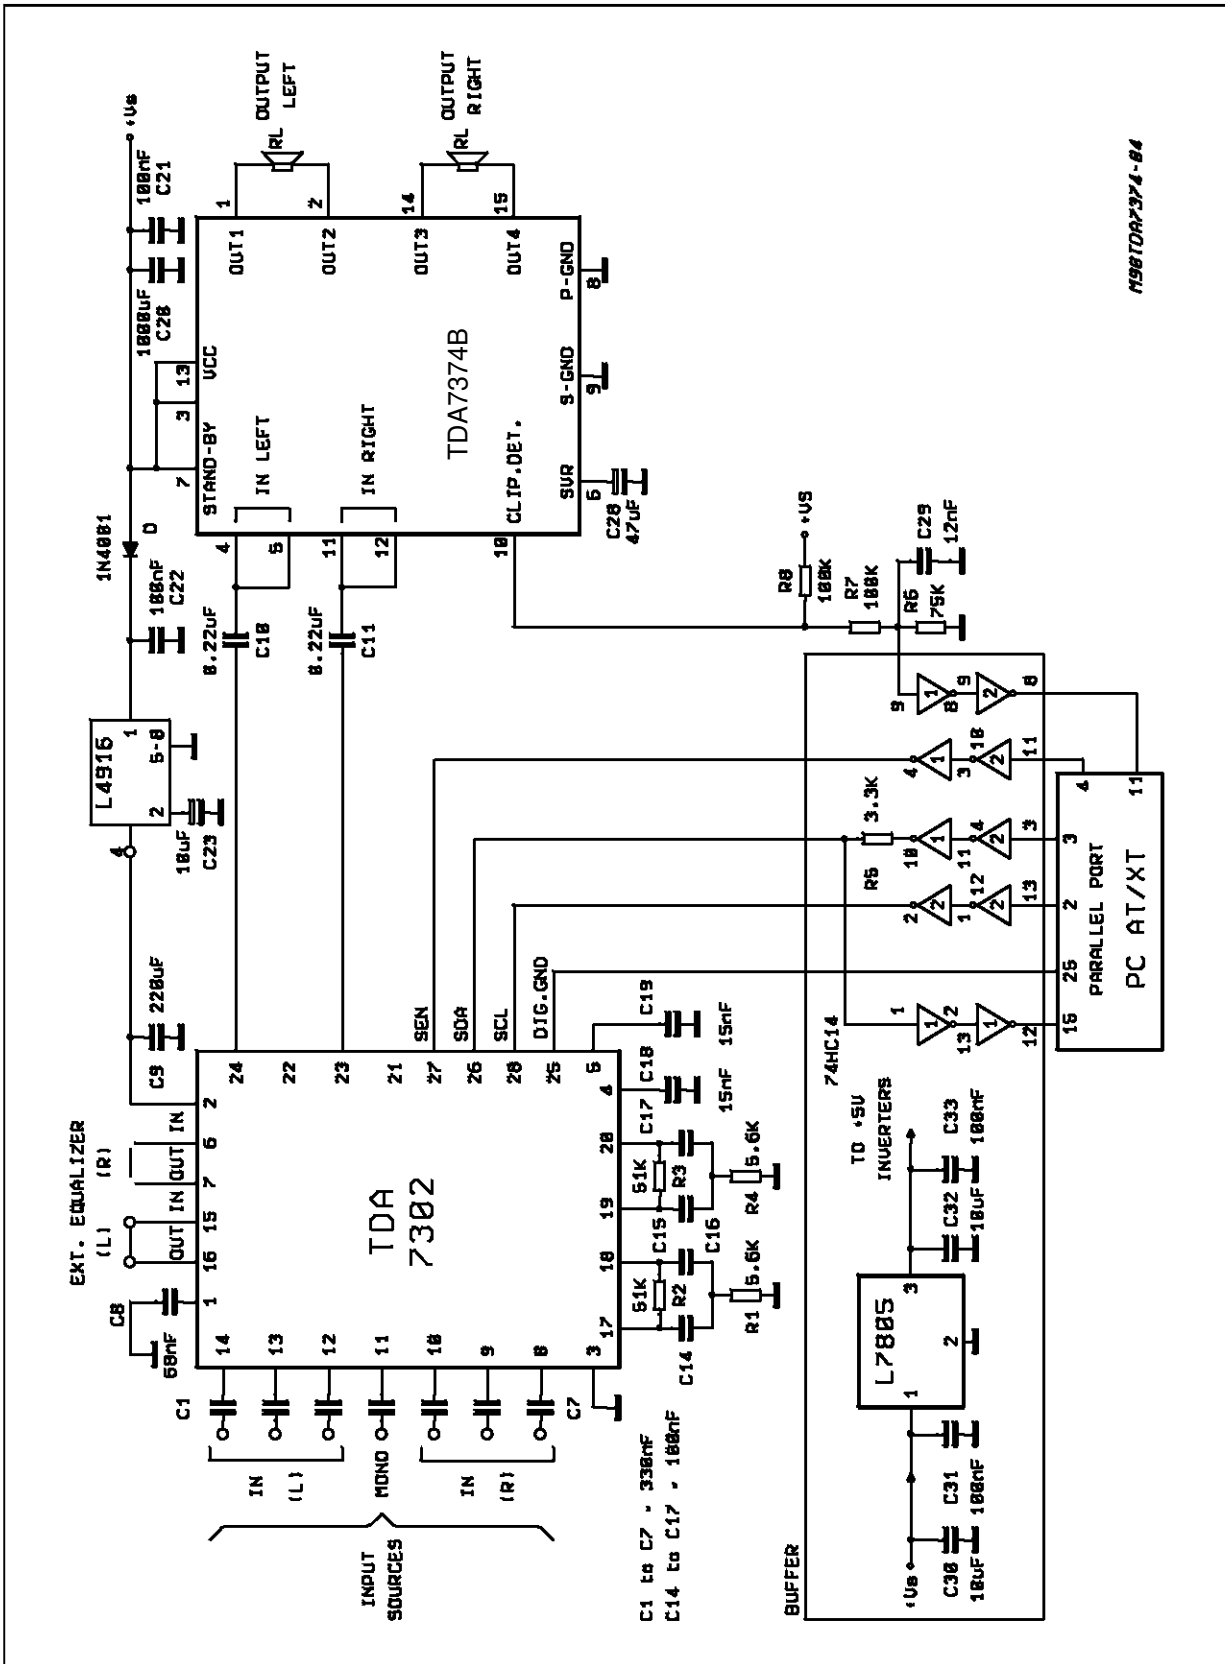 EXT. EQUALIZER
(L)
(R)
OUT IN OUT IN
C8
68nF
C9
220uF
4
L4916
1
2
5-8
10uF
C23
100nF
C22
1N4001
D
1000uF
C20
100nF
C21
+Vs
INPUT
SOURCES
IN
(L)
MONO
IN
(R)
C1
C7
14
13
12
11
10
9
8
3
1
16
15
7
6
2
TDA
7302
24
22
23
21
27
26
28
25
17
18
19
20
4
5
SEN
SDA
SCL
DIG.GND
0.22uF
C10
0.22uF
C11
4
5
11
12
10
IN LEFT
IN RIGHT
CLIP.DET.
7
3
13
STAND-BY
VCC
TDA7374B
SVR
S-GND
P-GND
6
9
8
C28
47uF
OUT1
OUT2
OUT3
OUT4
1
2
14
15
RL
OUTPUT
LEFT
RL
OUTPUT
RIGHT
C14
51K
R2
C15
R1
5.6K
C16
51K
R3
C17
R4
5.6K
C18
15nF
C19
15nF
C1 to C7 = 330nF
C14 to C17 = 100nF
R8
100K
+VS
R7
100K
R6
75K
C29
12nF
BUFFER
+Vs
C30
10uF
C31
100nF
L7805
1
2
3
C32
10uF
C33
100nF
TO +5V
INVERTERS
74HC14
1
1
2
13
1
12
2
2
1
12
2
13
R5
3.3K
10
1
11
4
2
3
4
1
3
10
2
11
9
1
8
9
2
8
15
25
2
3
4
11
PARALLEL PORT
PC AT/XT
M90TDA7374-04